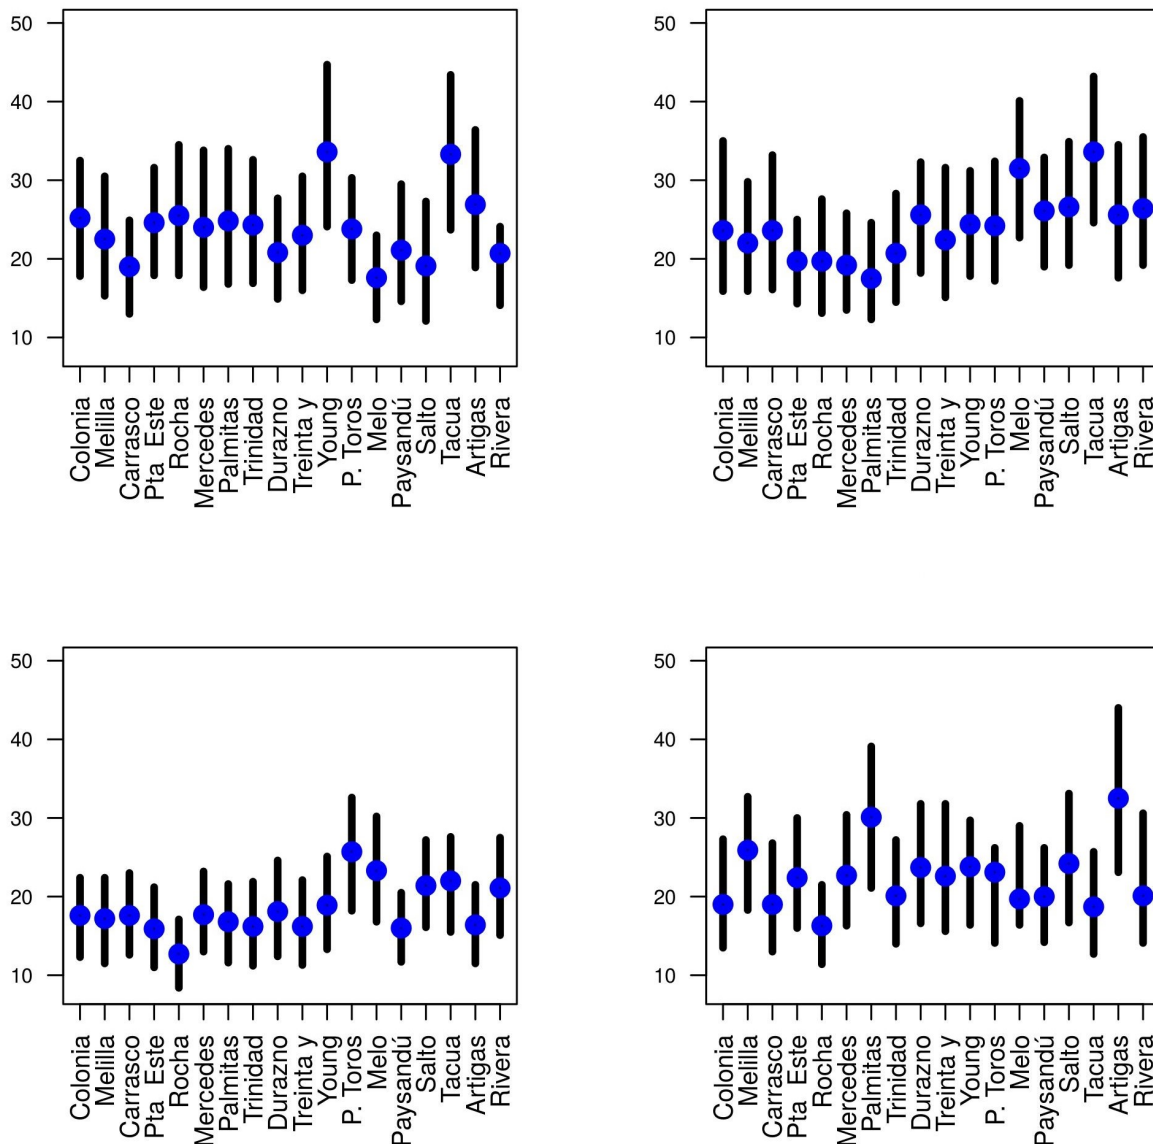 50
40
30
20
10
Colonia
Melilla
Carrasco
Pta  Este
Rocha
Mercedes
Palmitas
Trinidad
Durazno
Treinta y
Young
P. Toros
Melo
Paysandú
Salto
Tacua
Artigas
Rivera
50
40
30
20
10
Colonia
Melilla
Carrasco
Pta  Este
Rocha
Mercedes
Palmitas
Trinidad
Durazno
Treinta y
Young
P. Toros
Melo
Paysandú
Salto
Tacua
Artigas
Rivera
50
40
30
20
10
Colonia
Melilla
Carrasco
Pta  Este
Rocha
Mercedes
Palmitas
Trinidad
Durazno
Treinta y
Young
P. Toros
Melo
Paysandú
Salto
Tacua
Artigas
Rivera
50
40
30
20
10
Colonia
Melilla
Carrasco
Pta  Este
Rocha
Mercedes
Palmitas
Trinidad
Durazno
Treinta y
Young
P. Toros
Melo
Paysandú
Salto
Tacua
Artigas
Rivera